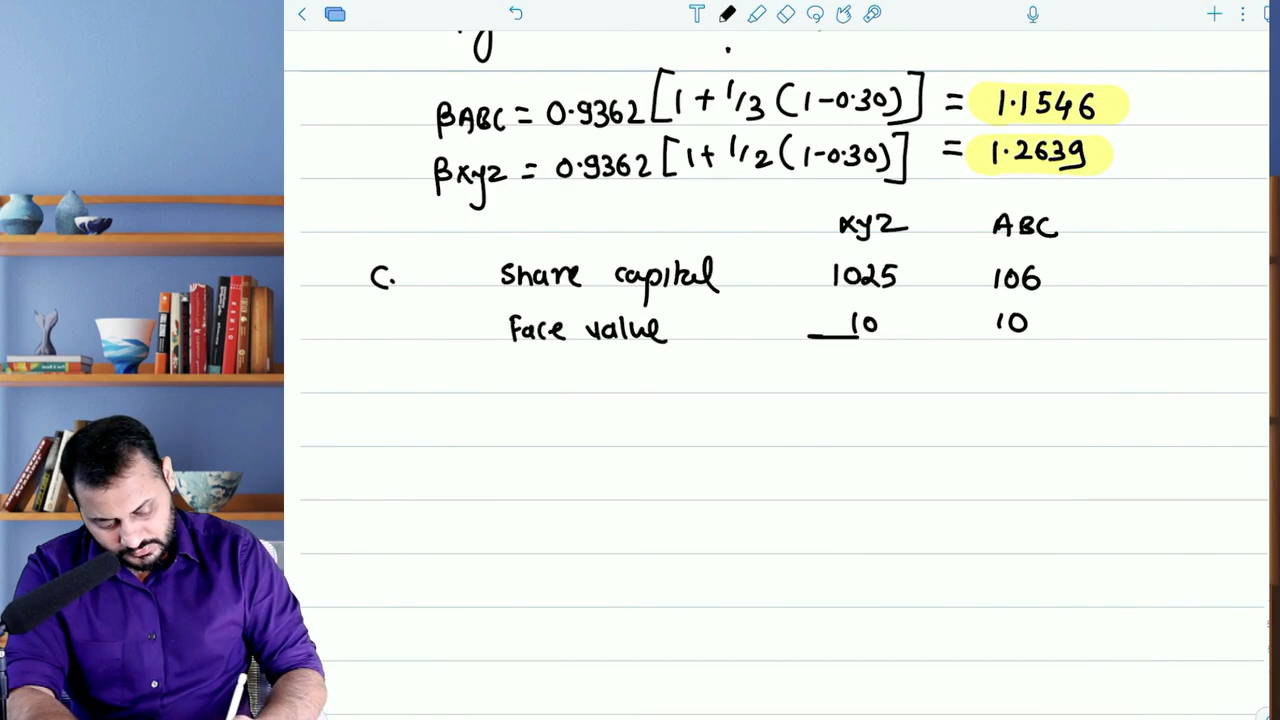 βABC = 0.9362 [1 + 1/3 (1-0.30)] = 1.1546
βxyz = 0.9362 [1+ 1/2 (1-0.30)] = 1.2639
xyz ABC
C. Share capital 1025 106
Face value 10 10